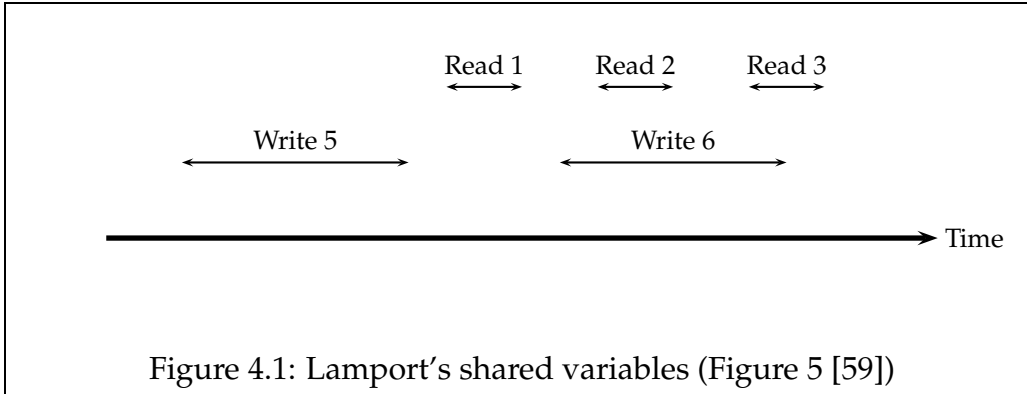 Read 1 Read 2 Read 3
Write 5 Write 6
Time
Figure 4.1: Lamport's shared variables (Figure 5 [59])